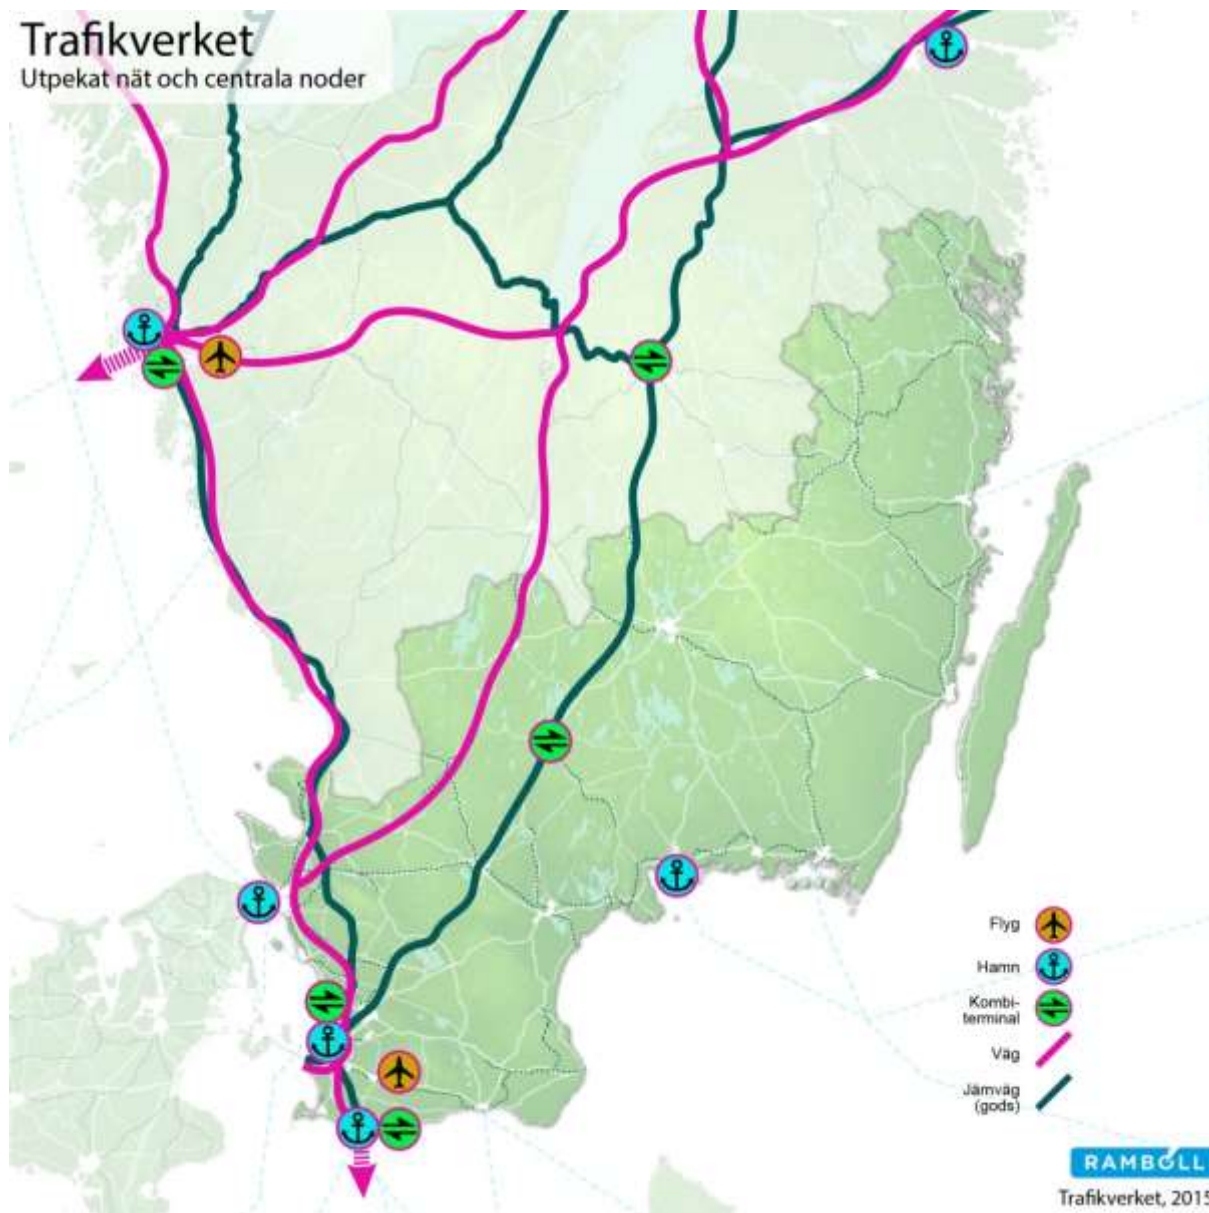 Trafikverket
Utpekat nät och centrala noder
Flyg
Hamn
Kombi-
terminal
Väg
Järnväg
(gods)
RAMBOLL
Trafikverket, 2015